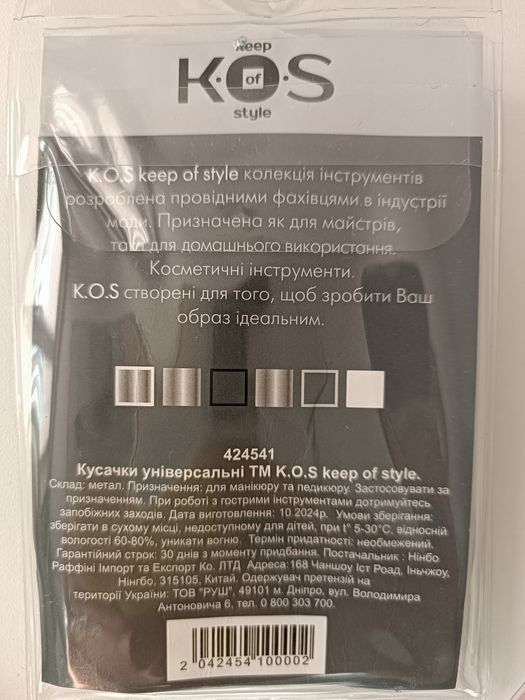 keep
K.O.S
of
style
K.O.S keep of style колекція інструментів
розроблена провідними фахівцями в індустрії
моди. Призначена як для майстрів,
так і для домашнього використання.
Косметичні інструменти.
K.O.S створені для того, щоб зробити Ваш
образ ідеальним.
424541
Кусачки універсальні ТМ K.O.S keep of style.
Склад: метал. Призначення: для манікюру та педикюру. Застосовувати за
призначенням. При роботі з гострими інструментами дотримуйтесь
запобіжних заходів. Дата виготовлення: 10.2024р. Умови зберігання:
зберігати в сухому місці, недоступному для дітей, при t° 5-30°C, відносній
вологості 60-80%, уникати вогню. Термін придатності: необмежений.
Гарантійний строк: 30 днів з моменту придбання. Постачальник : Нінбо
Раффіні Імпорт та Експорт Ко. ЛТД Адреса:168 Чаншоу Іст Роад, Іньчжоу,
Нінгбо, 315105, Китай. Одержувач претензій на
території України: ТОВ "РУШ", 49101 м. Дніпро, вул. Володимира
Антоновича 6, тел. 0 800 303 700.
2 042454 100002